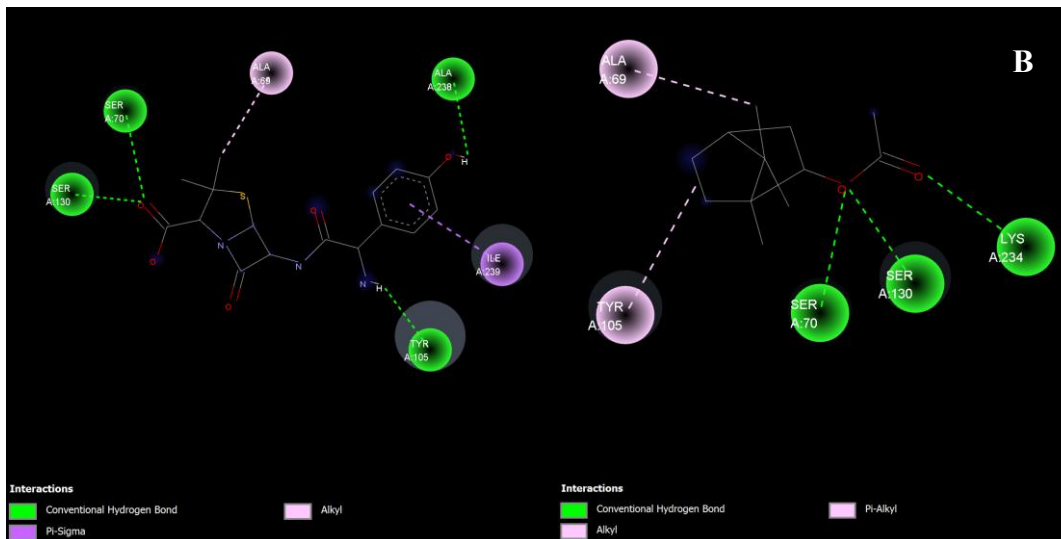 B
ALA
A:69
ALA
A:238
SER
A:70
SER
A:130
O
H
O
O
S
N
O
N
O
N
H
ILE
A:239
TYR
A:105
ALA
A:69
O
O
LYS
A:234
SER
A:130
SER
A:70
TYR
A:105
Interactions
Conventional Hydrogen Bond
Pi-Sigma
Alkyl
Interactions
Conventional Hydrogen Bond
Alkyl
Pi-Alkyl